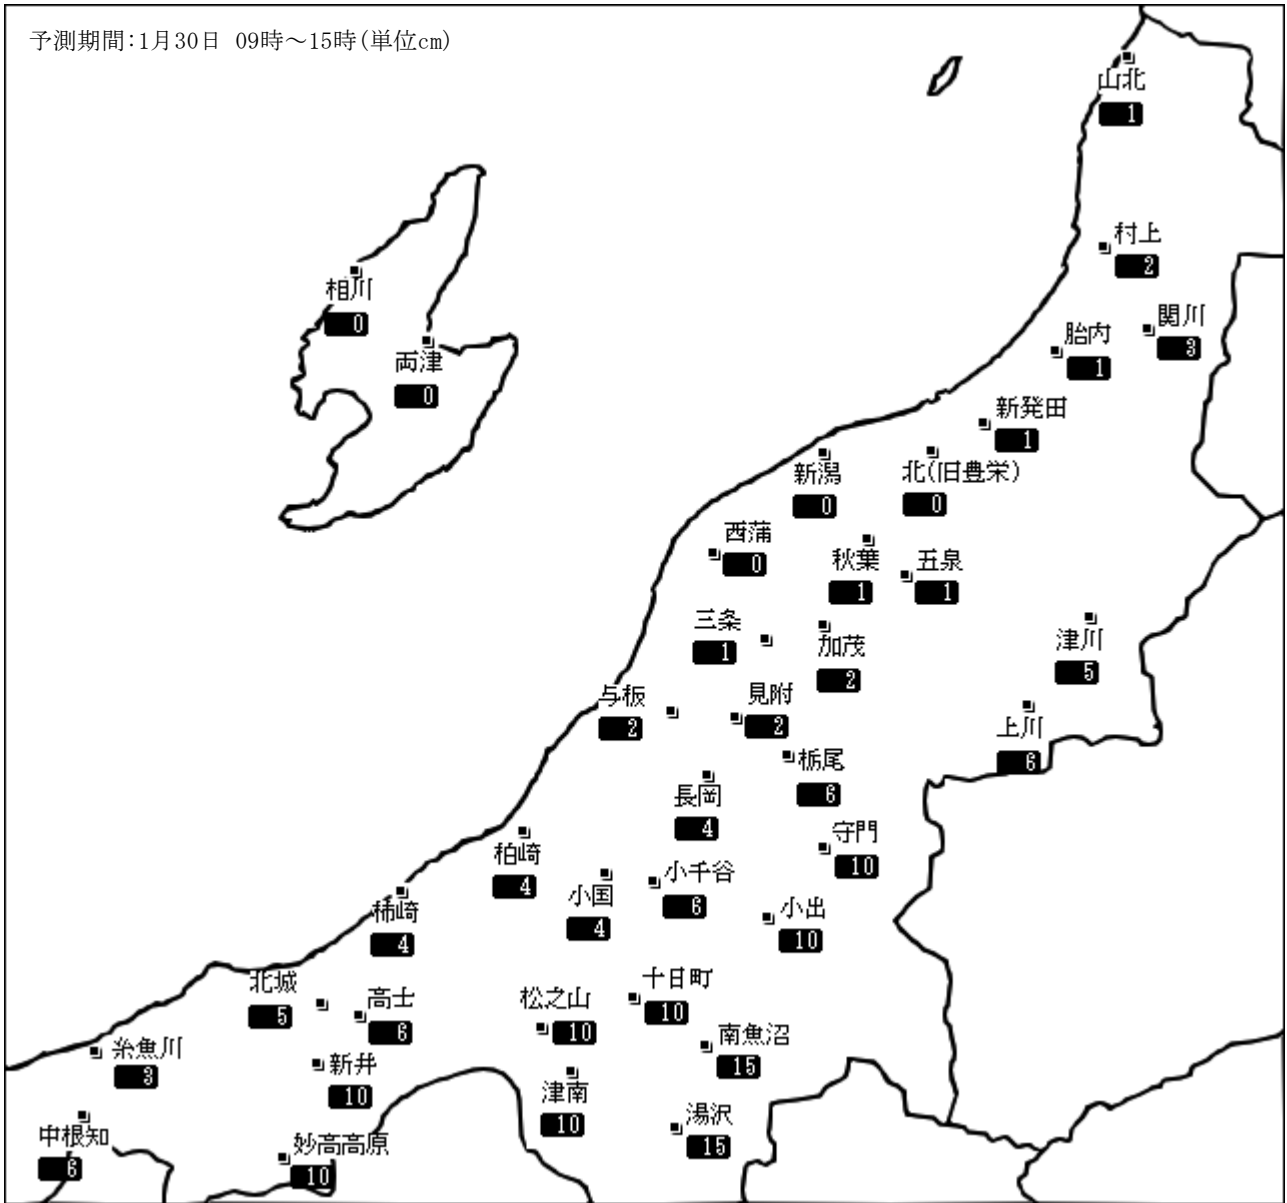 予測期間:1月30日 09時～15時(単位cm)
山北
1
村上
2
相川
0
関川
3
胎内
1
両津
0
新発田
1
新潟
0
北(旧豊栄)
0
西蒲
0
秋葉
1
五泉
1
三条
1
加茂
2
津川
5
与板
2
見附
2
上川
6
栃尾
6
長岡
4
守門
10
柏崎
4
小千谷
6
小国
4
柿崎
4
小出
10
北城
5
高士
6
松之山
10
十日町
10
南魚沼
15
糸魚川
3
新井
10
津南
10
湯沢
15
中根知
6
妙高高原
10